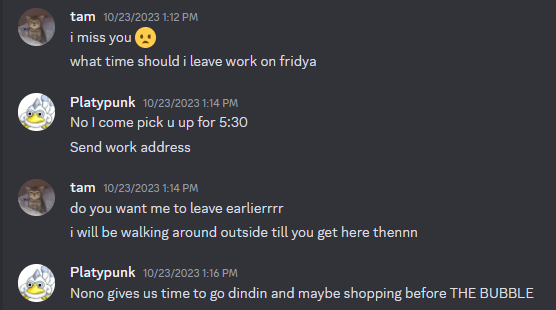 tam 10/23/2023 1:12 PM
i miss you 🙁
what time should i leave work on fridya
Platypunk 10/23/2023 1:14 PM
No I come pick u up for 5:30
Send work address
tam 10/23/2023 1:14 PM
do you want me to leave earlierrrr
i will be walking around outside till you get here thennn
Platypunk 10/23/2023 1:16 PM
Nono gives us time to go dindin and maybe shopping before THE BUBBLE